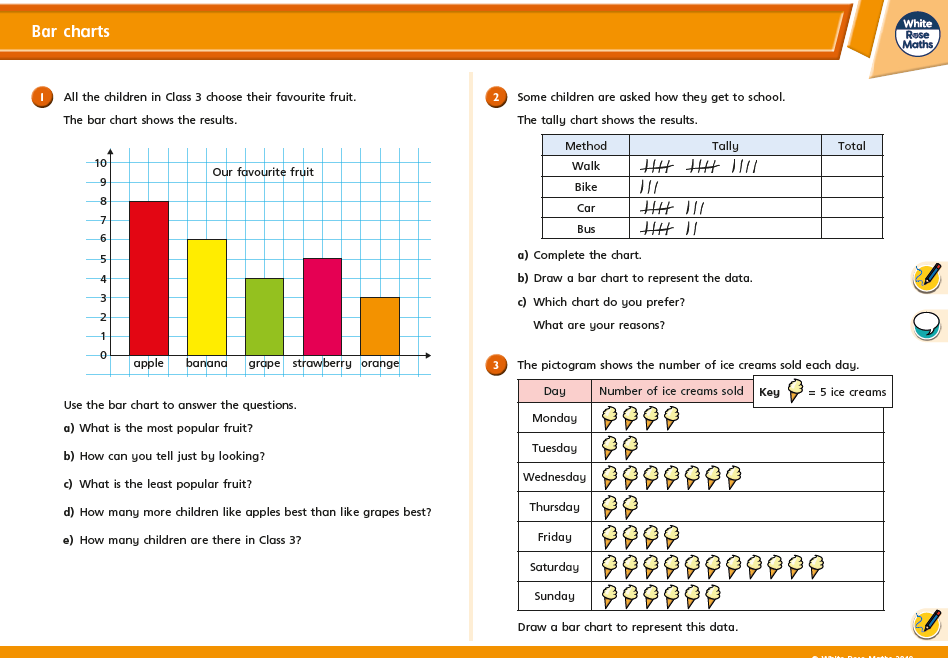 Bar charts
White
Rose
Maths
1
All the children in Class 3 choose their favourite fruit.
The bar chart shows the results.
Our favourite fruit
10
9
8
7
6
5
4
3
2
1
0
apple banana grape strawberry orange
Use the bar chart to answer the questions.
a) What is the most popular fruit?
b) How can you tell just by looking?
c) What is the least popular fruit?
d) How many more children like apples best than like grapes best?
e) How many children are there in Class 3?
2
Some children are asked how they get to school.
The tally chart shows the results.
Method Tally Total
Walk
Bike
Car
Bus
a) Complete the chart.
b) Draw a bar chart to represent the data.
c) Which chart do you prefer?
What are your reasons?
3
The pictogram shows the number of ice creams sold each day.
Day Number of ice creams sold
Key = 5 ice creams
Monday
Tuesday
Wednesday
Thursday
Friday
Saturday
Sunday
Draw a bar chart to represent this data.